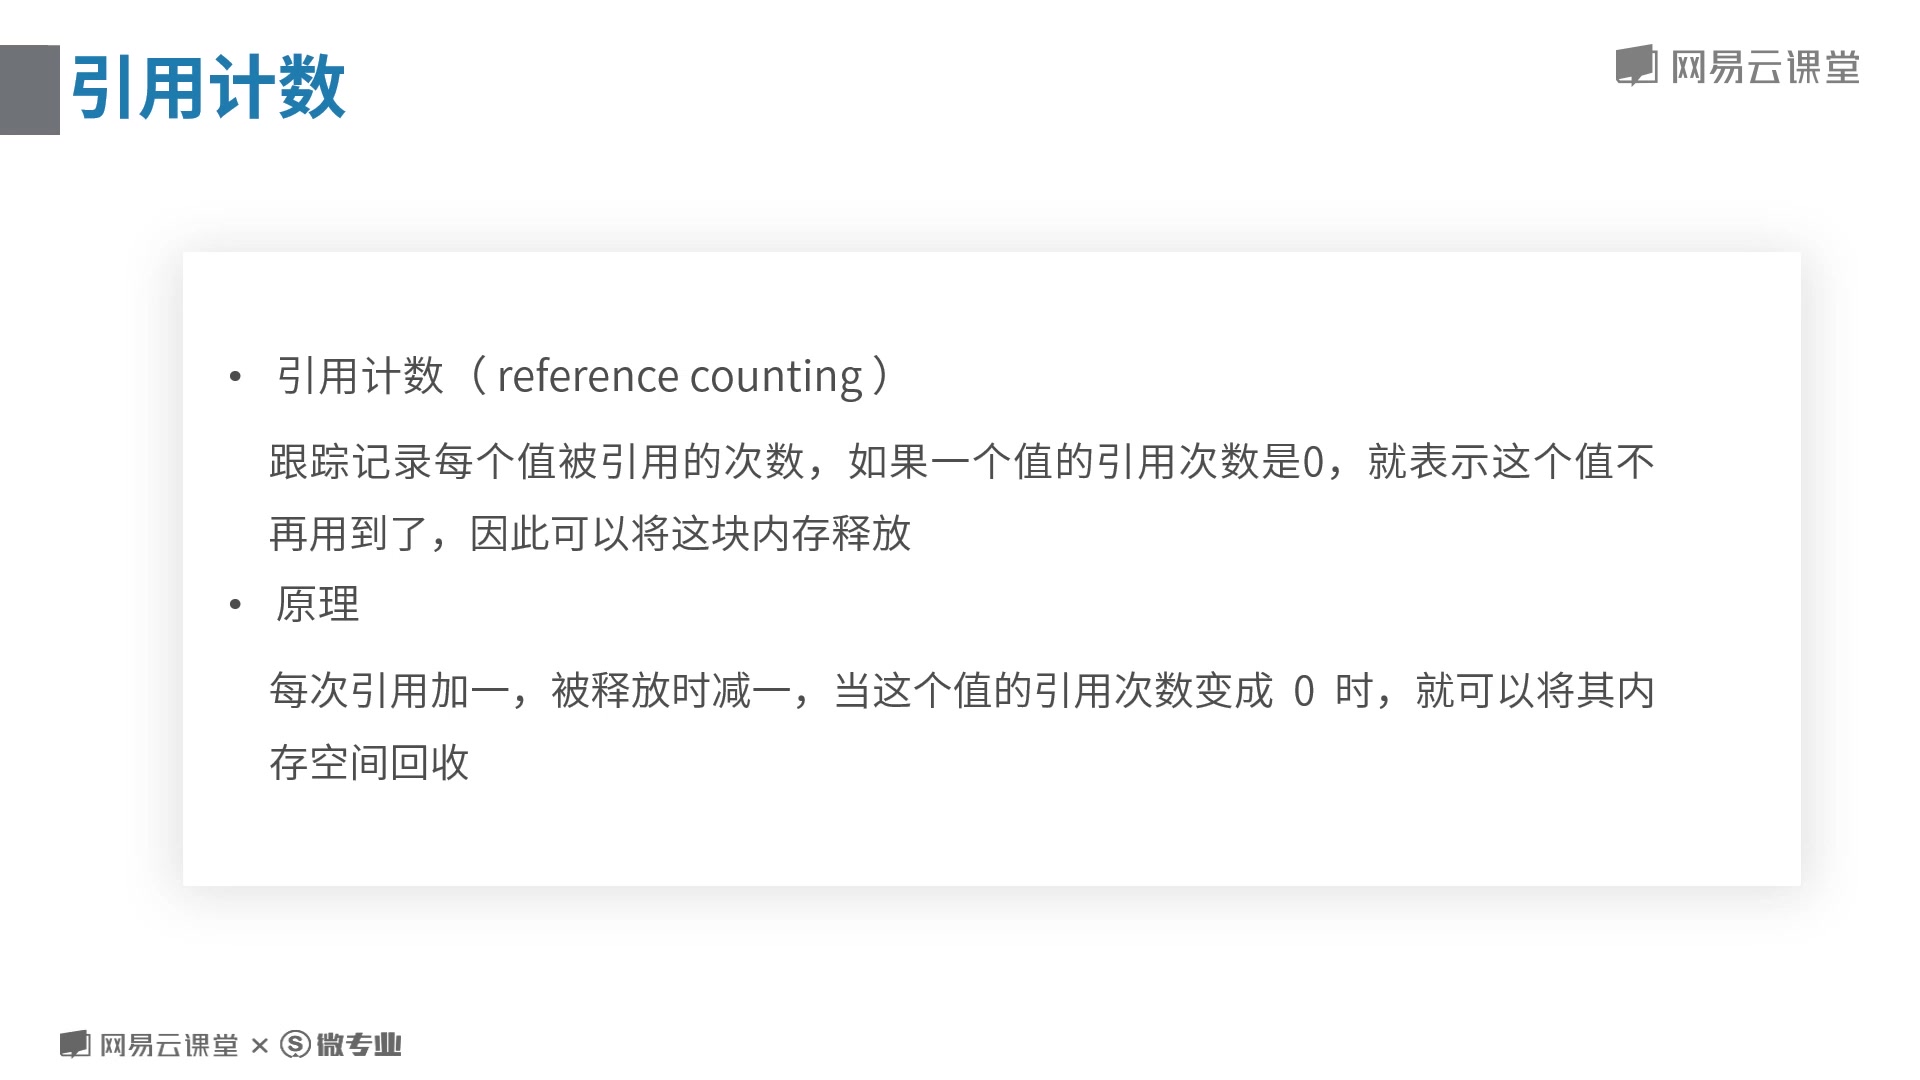 引用计数
网易云课堂
• 引用计数（ reference counting ）
跟踪记录每个值被引用的次数，如果一个值的引用次数是0，就表示这个值不
再用到了，因此可以将这块内存释放
• 原理
每次引用加一，被释放时减一，当这个值的引用次数变成 0 时，就可以将其内
存空间回收
网易云课堂 × S 微专业